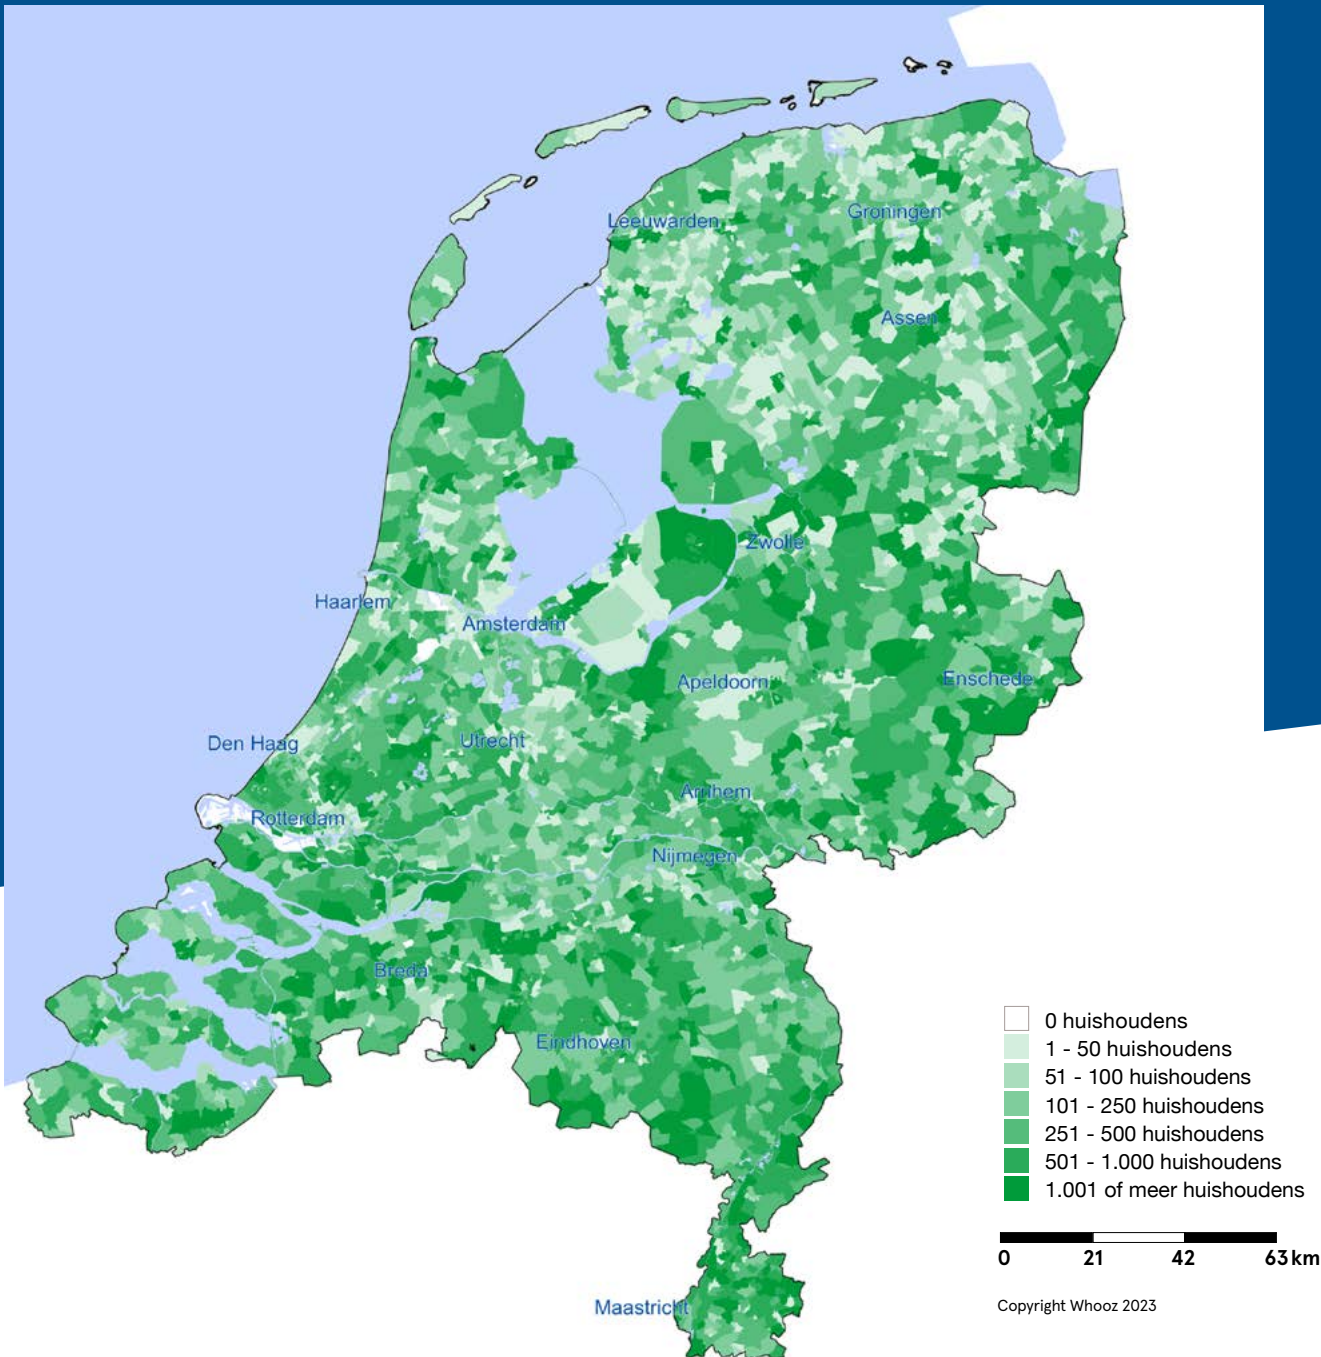 Leeuwarden
Groningen
Assen
Zwolle
Haarlem
Amsterdam
Apeldoorn
Enschede
Den Haag
Utrecht
Arnhem
Rotterdam
Nijmegen
Breda
Eindhoven
Maastricht
0 huishoudens
1 - 50 huishoudens
51 - 100 huishoudens
101 - 250 huishoudens
251 - 500 huishoudens
501 - 1.000 huishoudens
1.001 of meer huishoudens
0 21 42 63 km
Copyright Whooz 2023